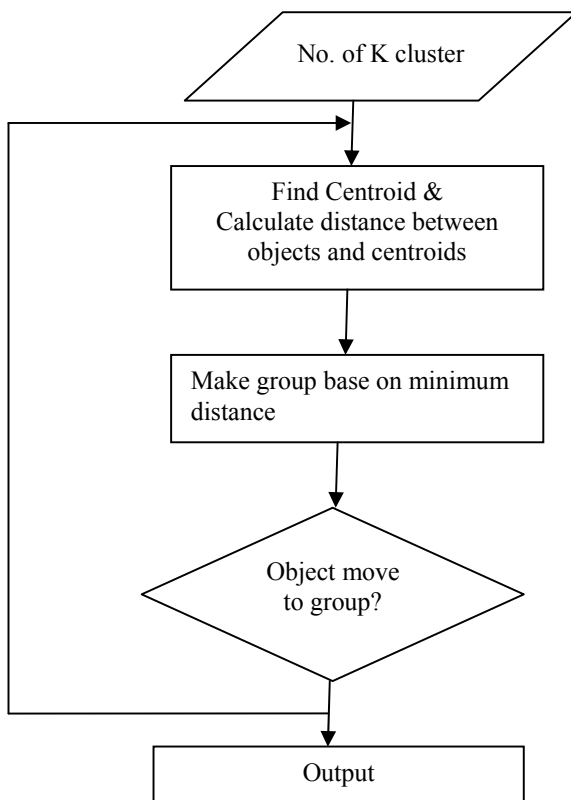 No. of K cluster
Find Centroid &
Calculate distance between
objects and centroids
Make group base on minimum
distance
Object move
to group?
Output